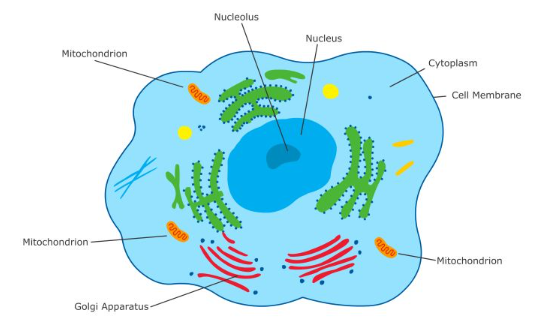 Nucleolus
Nucleus
Mitochondrion
Cytoplasm
Cell Membrane
Mitochondrion
Mitochondrion
Golgi Apparatus